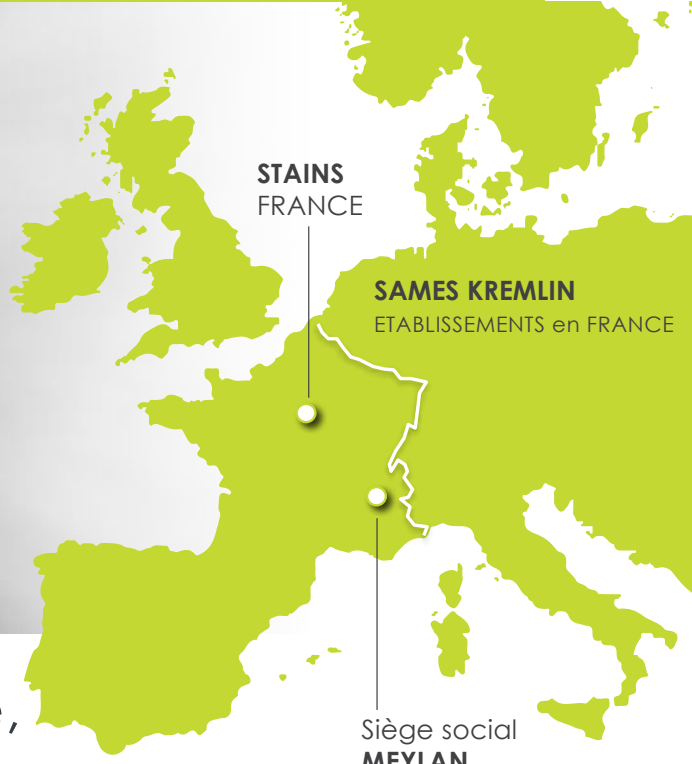 STAINS
FRANCE
SAMES KREMLIN
ETABLISSEMENTS en FRANCE
Siège social
MEYLAN